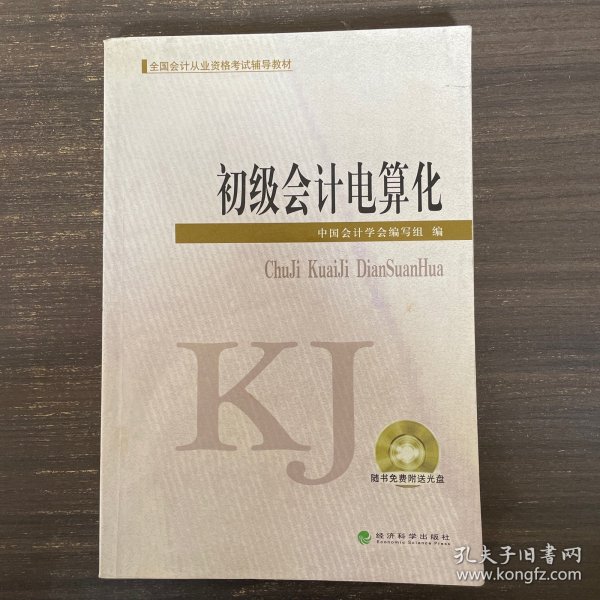 全国会计从业资格考试辅导教材
初级会计电算化
中国会计学会编写组 编
ChuJi KuaiJi DianSuanHua
KJ
随书免费附送光盘
经济科学出版社
Economic Science Press
孔夫子旧书网
www.kongfz.com